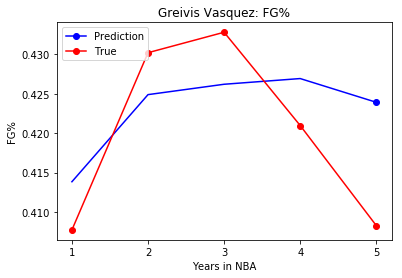 Greivis Vasquez: FG%
Prediction
True
0.430
0.425
0.420
0.415
0.410
FG%
1 2 3 4 5
Years in NBA